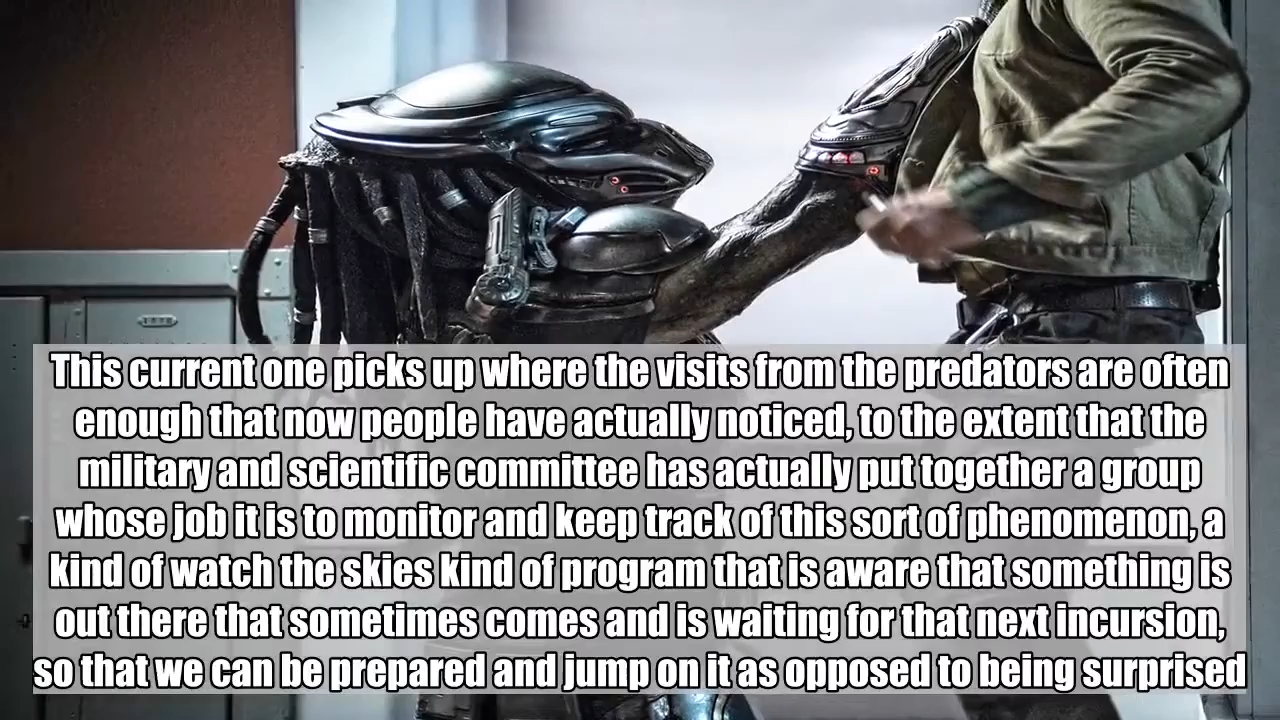 This current one picks up where the visits from the predators are often
enough that now people have actually noticed, to the extent that the
military and scientific committee has actually put together a group
whose job it is to monitor and keep track of this sort of phenomenon, a
kind of watch the skies kind of program that is aware that something is
out there that sometimes comes and is waiting for that next incursion,
so that we can be prepared and jump on it as opposed to being surprised